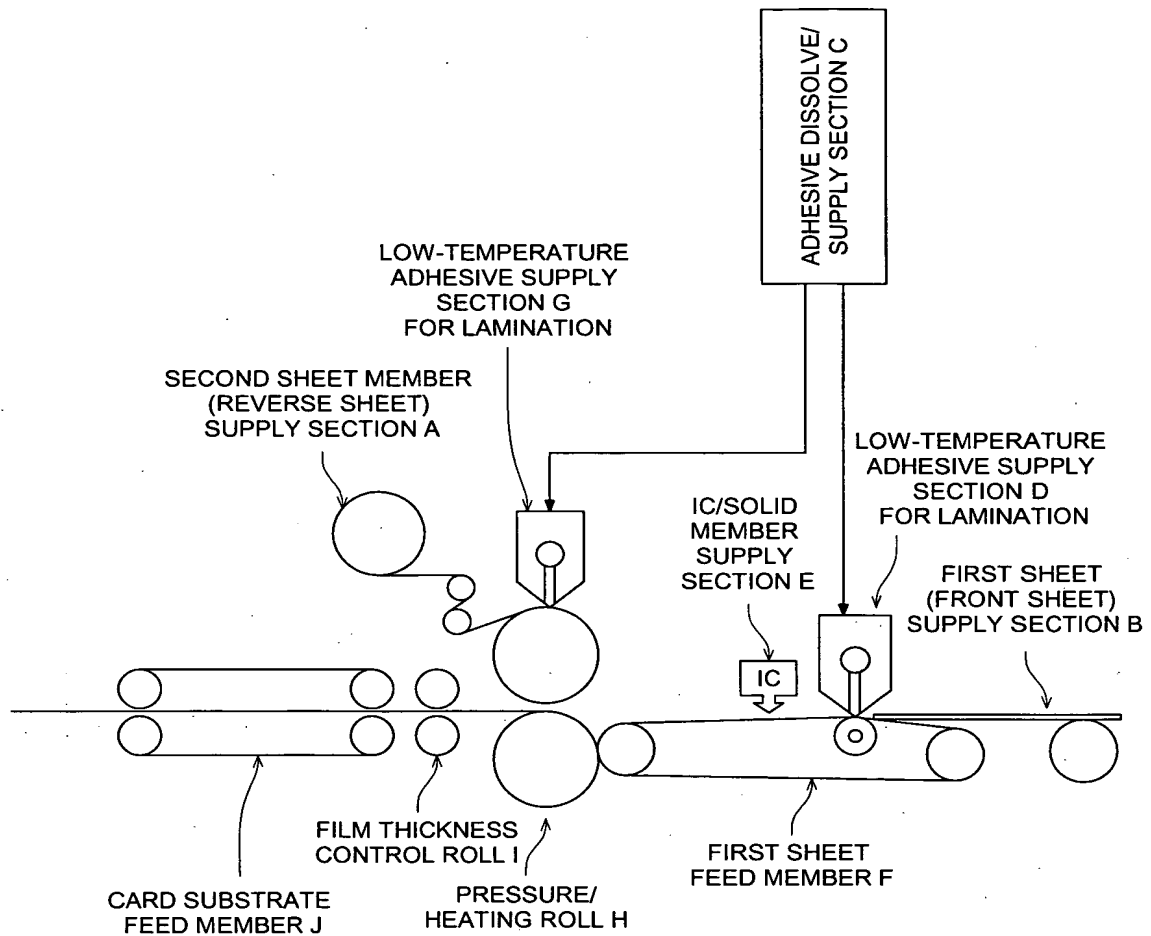 ADHESIVE DISSOLVE/
SUPPLY SECTION C
LOW-TEMPERATURE
ADHESIVE SUPPLY
SECTION G
FOR LAMINATION
SECOND SHEET MEMBER
(REVERSE SHEET)
SUPPLY SECTION A
LOW-TEMPERATURE
ADHESIVE SUPPLY
SECTION D
FOR LAMINATION
IC/SOLID
MEMBER
SUPPLY
SECTION E
FIRST SHEET
(FRONT SHEET)
SUPPLY SECTION B
IC
FILM THICKNESS
CONTROL ROLL I
FIRST SHEET
FEED MEMBER F
CARD SUBSTRATE
FEED MEMBER J
PRESSURE/
HEATING ROLL H